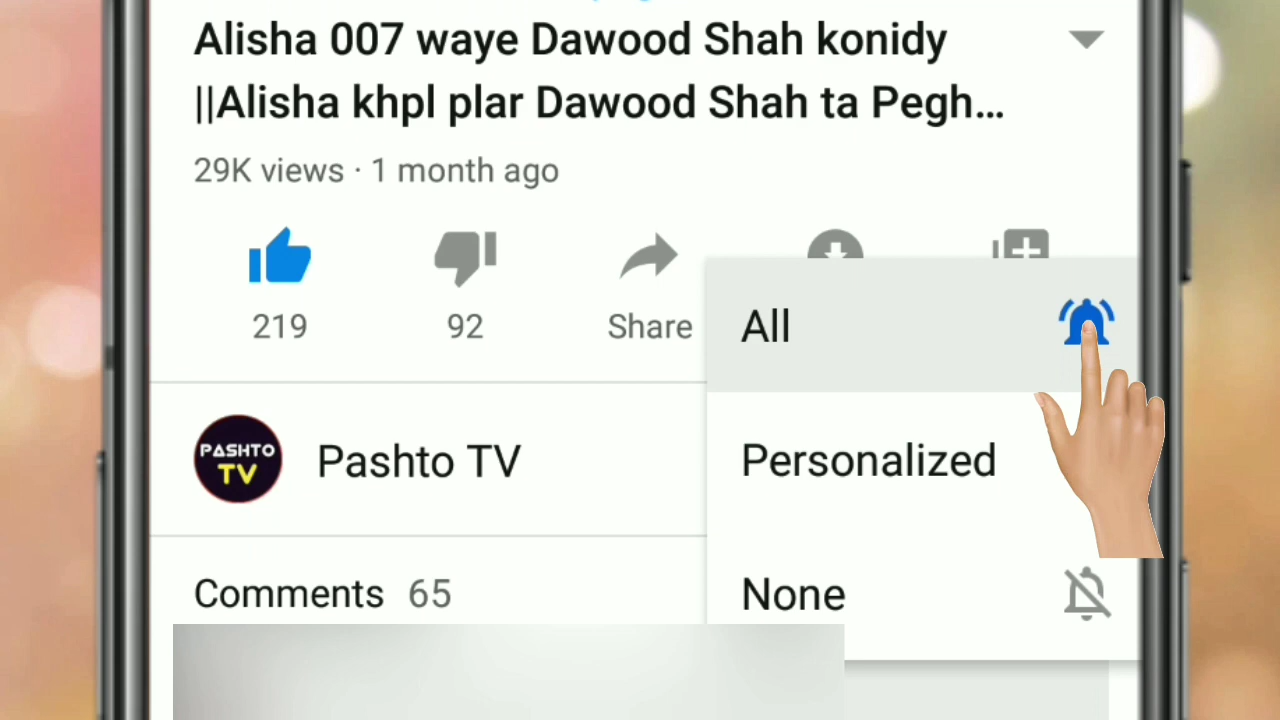 Alisha 007 waye Dawood Shah konidy
||Alisha khpl plar Dawood Shah ta Pegh...
29K views · 1 month ago
219
92
Share
All
PASHTO
TV
Pashto TV
Personalized
Comments 65
None